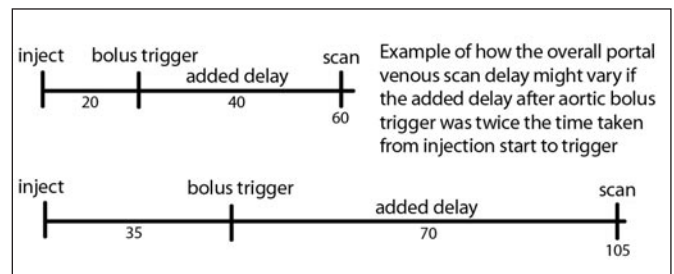 inject bolus trigger scan
added delay
20 40
60
Example of how the overall portal
venous scan delay might vary if
the added delay after aortic bolus
trigger was twice the time taken
from injection start to trigger
inject bolus trigger scan
added delay
35 70
105